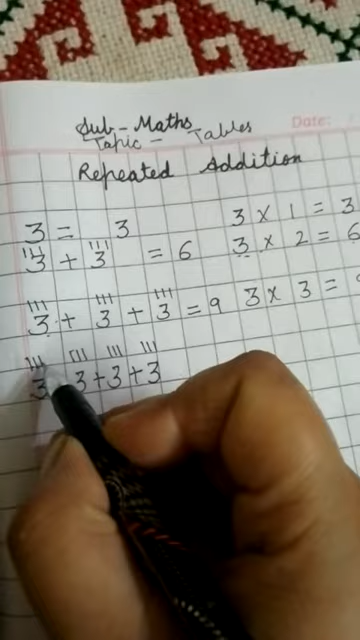 Date:
Sub - Maths
Topic - Tables
Repeated Addition
3 = 3 3 x 1 = 3
3 + 3 = 6 3 x 2 = 6
3 + 3 + 3 = 9 3 x 3 =
3 3 + 3 + 3